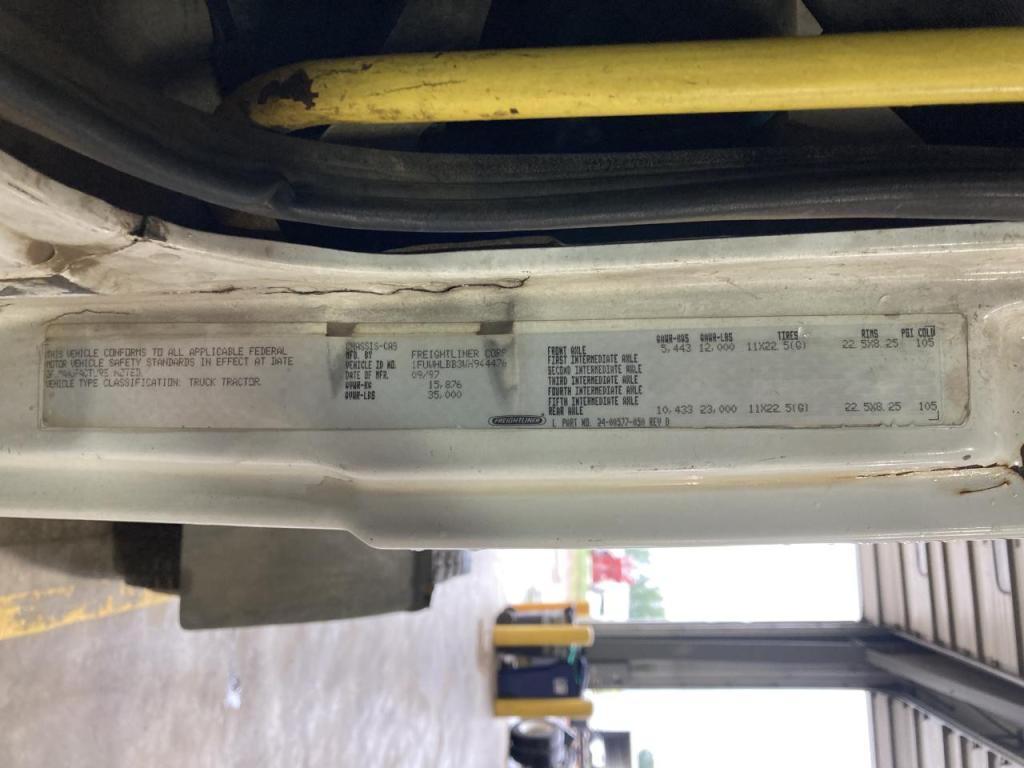 THIS VEHICLE CONFORMS TO ALL APPLICABLE FEDERAL
MOTOR VEHICLE SAFETY STANDARDS IN EFFECT AT DATE
OF
VEHICLE TYPE CLASSIFICATION: TRUCK TRACTOR
CHASSIS-CAB
MFD. BY FREIGHTLINER CORP
VEHICLE ID NO.
DATE OF MFR. 09/97
GVWR-KG 15,876
GVWR-LBS 35,000
FREIGHTLINER
GAWR-KGS GAWR-LBS TIRES RIMS PSI COLD
FRONT AXLE 5,443 12,000 11X22.5(G) 22.5X8.25 105
FIRST INTERMEDIATE AXLE
SECOND INTERMEDIATE AXLE
THIRD INTERMEDIATE AXLE
FOURTH INTERMEDIATE AXLE
FIFTH INTERMEDIATE AXLE
REAR AXLE 10,433 23,000 11X22.5(G) 22.5X8.25 105
PART NO. 24-00577-050 REV D